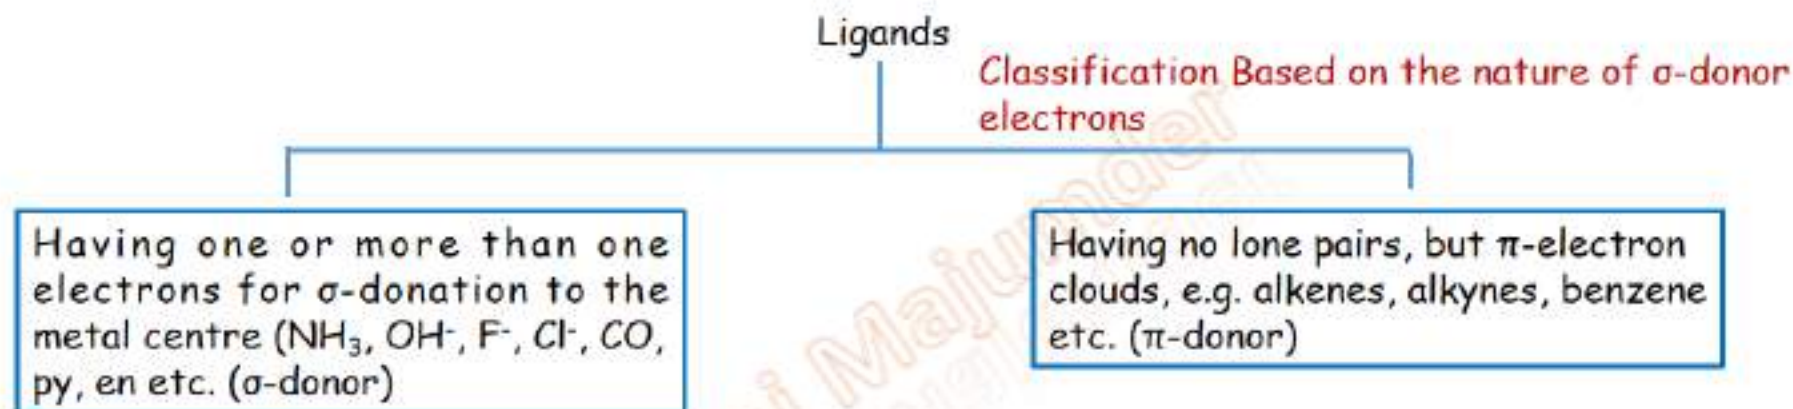 Ligands
Classification Based on the nature of σ-donor
electrons
Having one or more than one
electrons for σ-donation to the
metal centre (NH₃, OH⁻, F⁻, Cl⁻, CO,
py, en etc. (σ-donor)
Having no lone pairs, but π-electron
clouds, e.g. alkenes, alkynes, benzene
etc. (π-donor)
Majumder